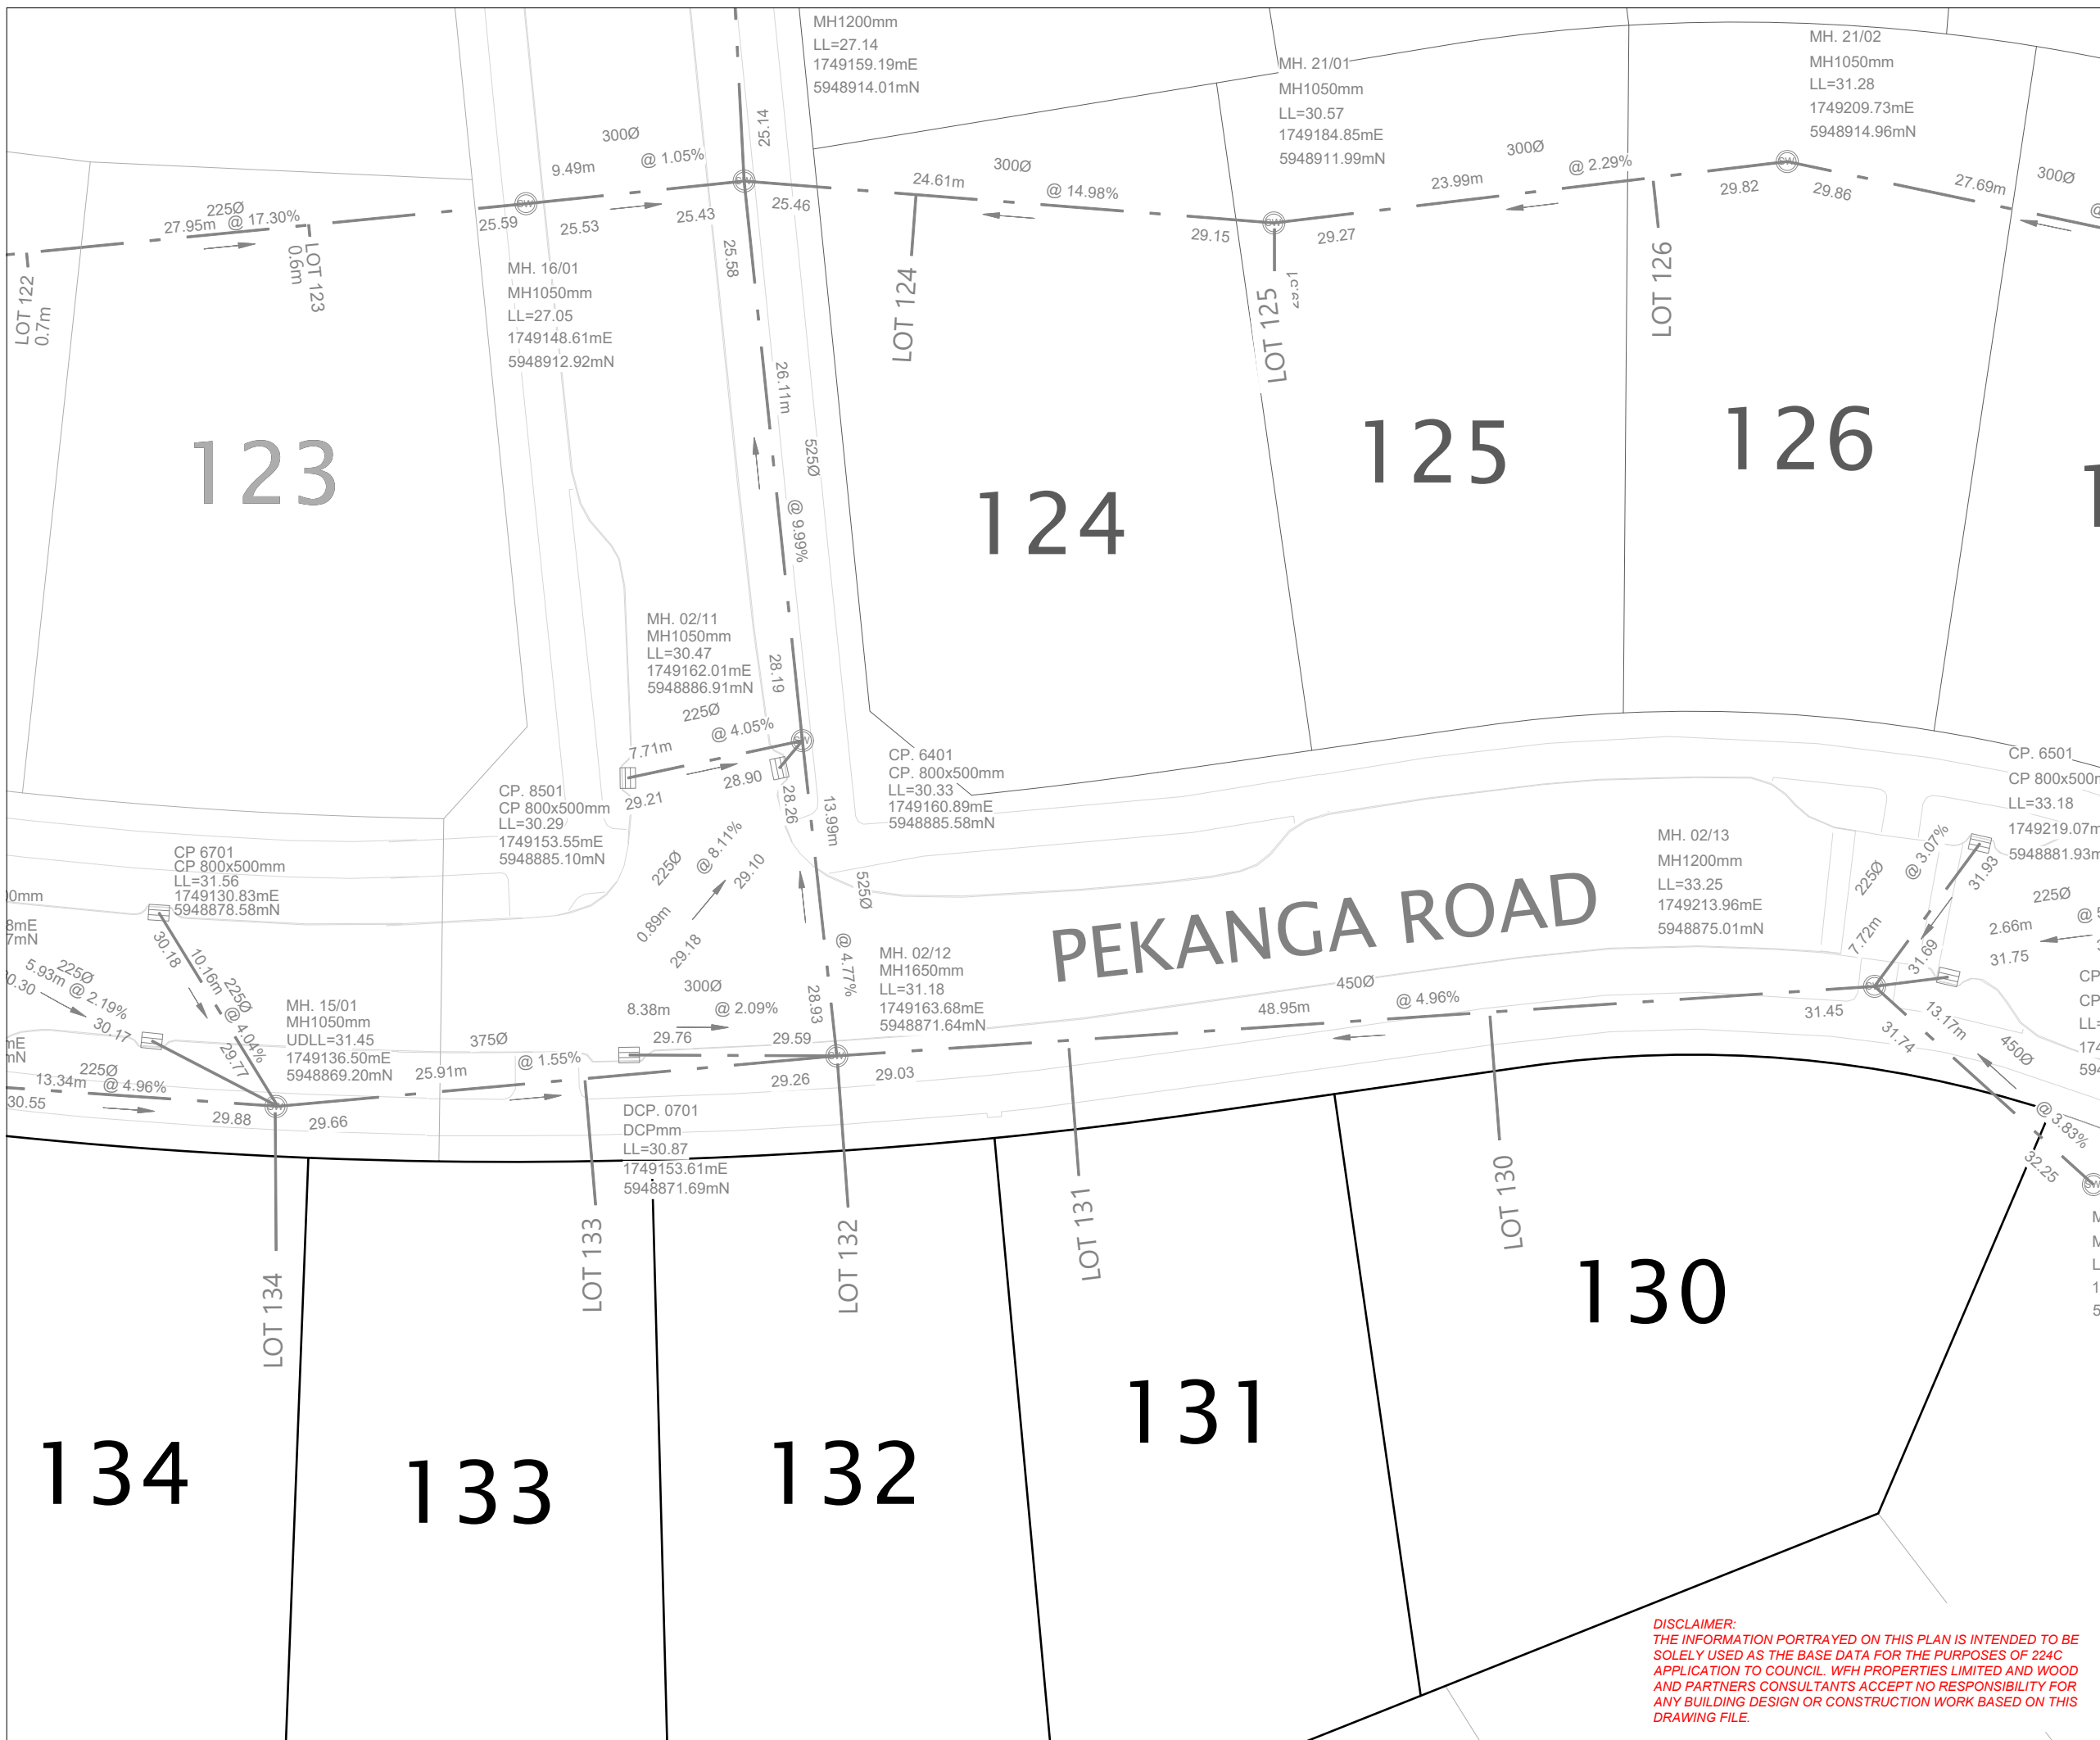 MH1200mm
LL=27.14
1749159.19mE
5948914.01mN
MH. 21/01
MH1050mm
LL=30.57
1749184.85mE
5948911.99mN
MH. 21/02
MH1050mm
LL=31.28
1749209.73mE
5948914.96mN
25.14
300Ø
9.49m @ 1.05%
225Ø
27.95m @ 17.30%
25.59
25.53
25.43
25.46
25.58
24.61m
300Ø
@ 14.98%
29.15
29.27
23.99m
300Ø
@ 2.29%
29.82
29.86
27.69m
300Ø
LOT 122
0.7m
LOT 123
0.6m
MH. 16/01
MH1050mm
LL=27.05
1749148.61mE
5948912.92mN
LOT 124
LOT 125
LOT 126
26.11m
525Ø
@ 9.99%
28.19
123
124
125
126
MH. 02/11
MH1050mm
LL=30.47
1749162.01mE
5948886.91mN
225Ø
7.71m @ 4.05%
29.21
28.90
28.26
CP. 8501
CP 800x500mm
LL=30.29
1749153.55mE
5948885.10mN
CP. 6401
CP. 800x500mm
LL=30.33
1749160.89mE
5948885.58mN
13.99m
525Ø
@ 4.77%
28.93
225Ø
@ 8.11%
0.89m
29.10
29.18
CP 6701
CP 800x500mm
LL=31.56
1749130.83mE
5948878.58mN
30.18
10.16m
225Ø
@ 4.04%
29.77
225Ø
5.93m @ 2.19%
30.17
MH. 15/01
MH1050mm
UDLL=31.45
1749136.50mE
5948869.20mN
225Ø
13.34m @ 4.96%
30.55
29.88
29.66
25.91m
375Ø
@ 1.55%
29.26
300Ø
8.38m @ 2.09%
29.76
29.59
MH. 02/12
MH1650mm
LL=31.18
1749163.68mE
5948871.64mN
29.03
PEKANGA ROAD
48.95m
450Ø
@ 4.96%
31.45
MH. 02/13
MH1200mm
LL=33.25
1749213.96mE
5948875.01mN
CP. 6501
CP 800x500m
LL=33.18
1749219.07m
5948881.93m
225Ø
@ 3.07%
7.72m
31.93
31.69
225Ø
2.66m
31.75
31.74
13.17m
450Ø
@ 3.83%
32.25
DCP. 0701
DCPmm
LL=30.87
1749153.61mE
5948871.69mN
LOT 134
LOT 133
LOT 132
LOT 131
LOT 130
134
133
132
131
130
DISCLAIMER:
THE INFORMATION PORTRAYED ON THIS PLAN IS INTENDED TO BE
SOLELY USED AS THE BASE DATA FOR THE PURPOSES OF 224C
APPLICATION TO COUNCIL. WFH PROPERTIES LIMITED AND WOOD
AND PARTNERS CONSULTANTS ACCEPT NO RESPONSIBILITY FOR
ANY BUILDING DESIGN OR CONSTRUCTION WORK BASED ON THIS
DRAWING FILE.